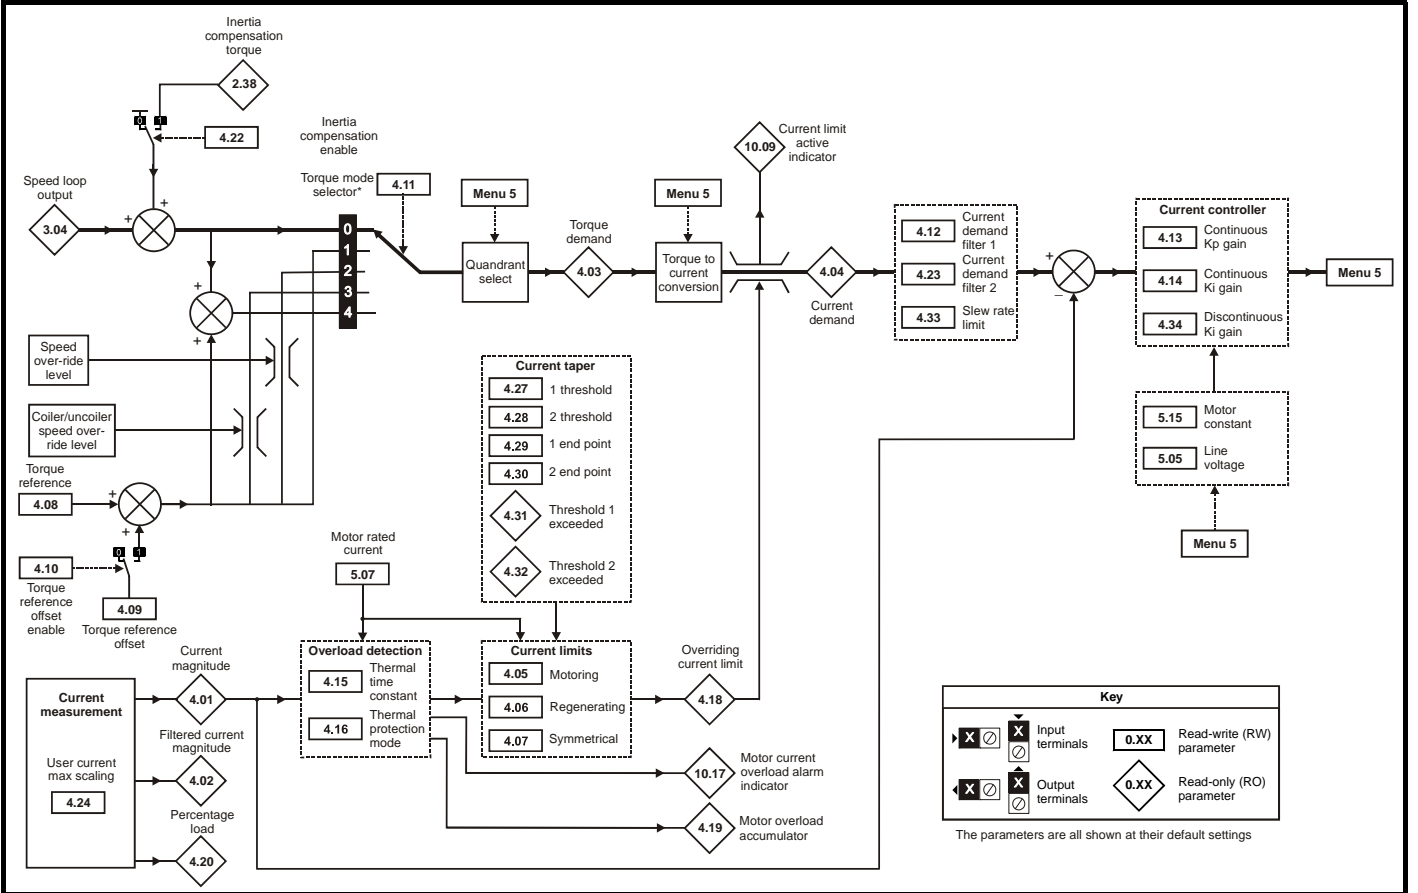 Inertia
compensation
torque
2.38
0 1
4.22
Inertia
compensation
enable
Speed loop
output
3.04
+
+
Torque mode
selector*
4.11
0
1
2
3
4
+
+
Menu 5
Quadrant
select
Torque
demand
4.03
Menu 5
Torque to
current
conversion
10.09
Current limit
active
indicator
4.04
Current
demand
4.12
Current
demand
filter 1
4.23
Current
demand
filter 2
4.33
Slew rate
limit
+
–
Current controller
4.13
Continuous
Kp gain
4.14
Continuous
Ki gain
4.34
Discontinuous
Ki gain
Menu 5
5.15
Motor
constant
5.05
Line
voltage
Menu 5
Speed
over-ride
level
Coiler/uncoiler
speed over-
ride level
Torque
reference
4.08
+
+
0 1
4.10
Torque
reference
offset
enable
4.09
Torque reference
offset
Current taper
4.27
1 threshold
4.28
2 threshold
4.29
1 end point
4.30
2 end point
4.31
Threshold 1
exceeded
4.32
Threshold 2
exceeded
Motor rated
current
5.07
Current
measurement
User current
max scaling
4.24
Current
magnitude
4.01
Filtered current
magnitude
4.02
Percentage
load
4.20
Overload detection
4.15
Thermal
time
constant
4.16
Thermal
protection
mode
Current limits
4.05
Motoring
4.06
Regenerating
4.07
Symmetrical
Overriding
current limit
4.18
10.17
Motor current
overload alarm
indicator
4.19
Motor overload
accumulator
Key
X
X
Input
terminals
0.XX
Read-write (RW)
parameter
X
X
Output
terminals
0.XX
Read-only (RO)
parameter
The parameters are all shown at their default settings